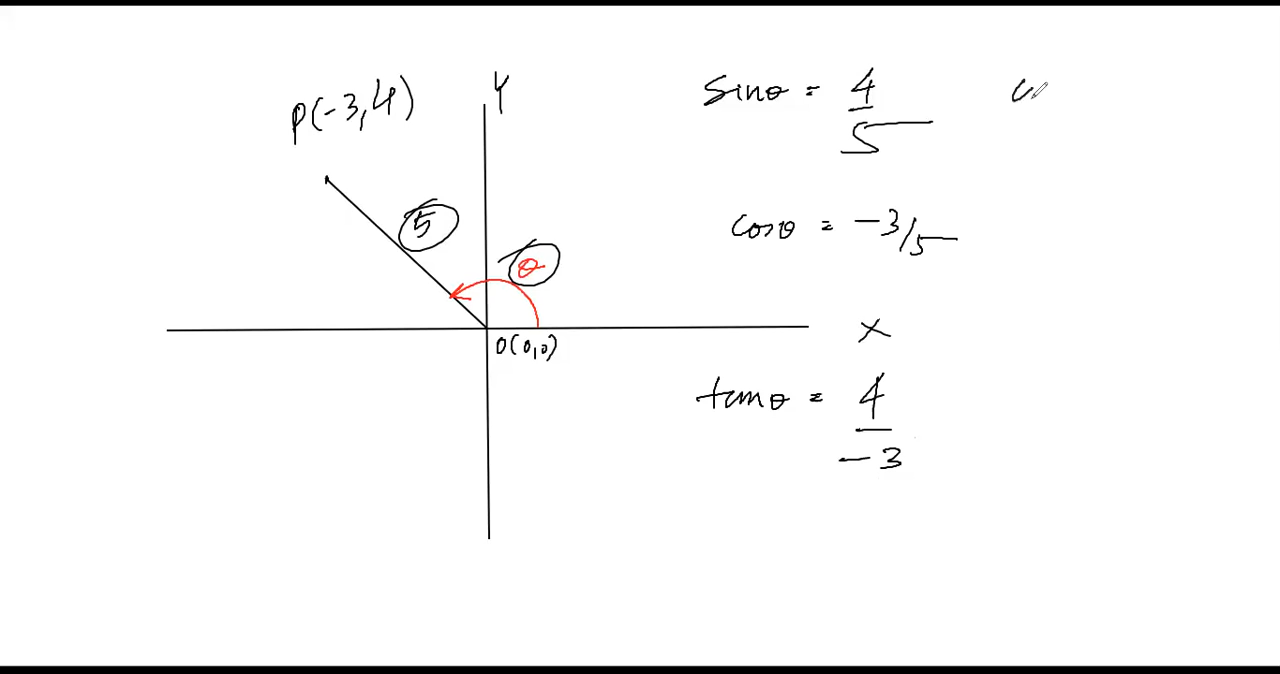 P(-3,4)
Y
5
θ
O(0,0)
sinθ = 4/5
cosθ = -3/5
x
tanθ = 4/-3